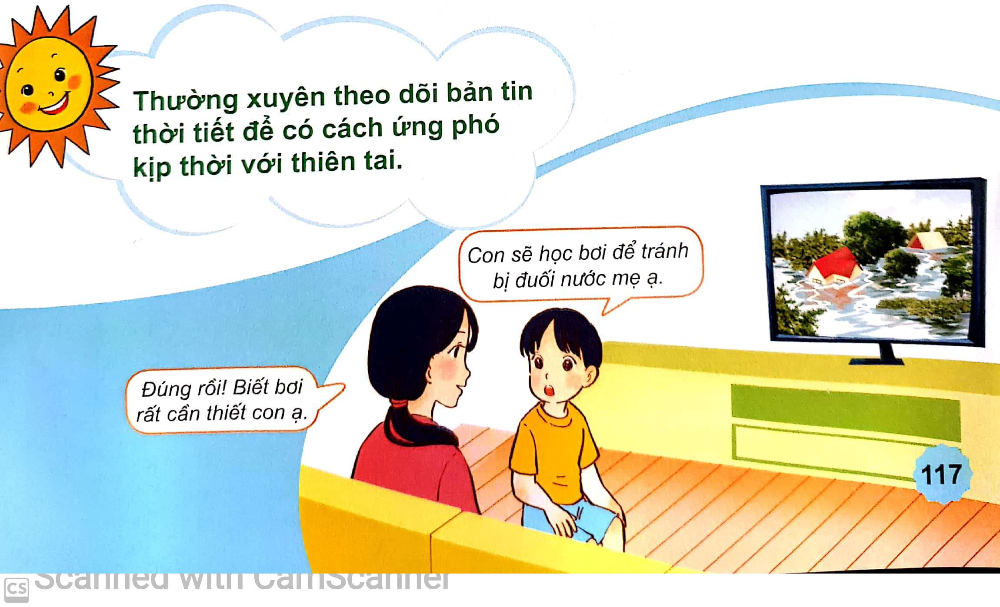 Thường xuyên theo dõi bản tin
thời tiết để có cách ứng phó
kịp thời với thiên tai.
Con sẽ học bơi để tránh
bị đuối nước mẹ ạ.
Đúng rồi! Biết bơi
rất cần thiết con ạ.
117
CS Scanned with CamScanner